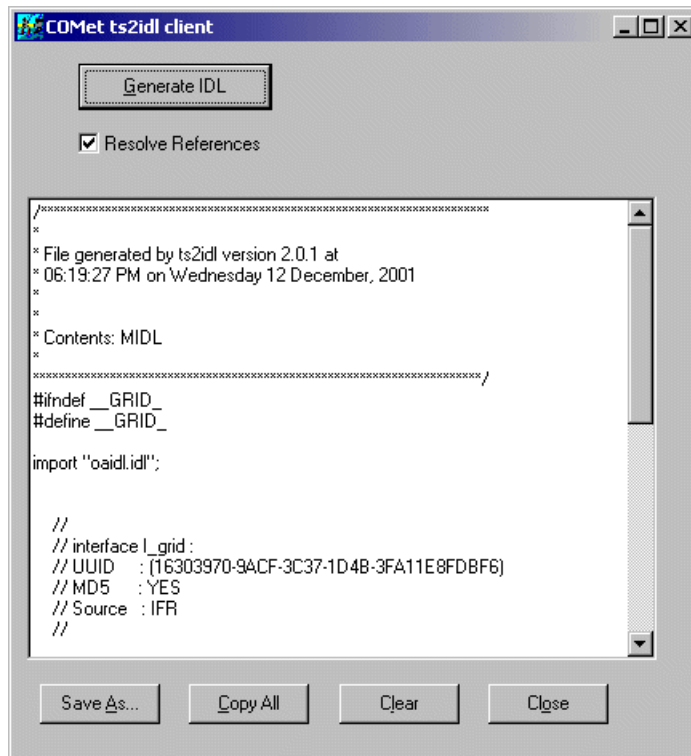 COMet ts2idl client
Generate IDL
Resolve References
/**********************************************************************
*
* File generated by ts2idl version 2.0.1 at
* 06:19:27 PM on Wednesday 12 December, 2001
*
*
* Contents: MIDL
*
**********************************************************************/
#ifndef __GRID_
#define __GRID_
import "oaidl.idl";
//
// interface I_grid :
// UUID : (16303970-9ACF-3C37-1D4B-3FA11E8FDBF6)
// MD5 : YES
// Source : IFR
//
Save As... Copy All Clear Close